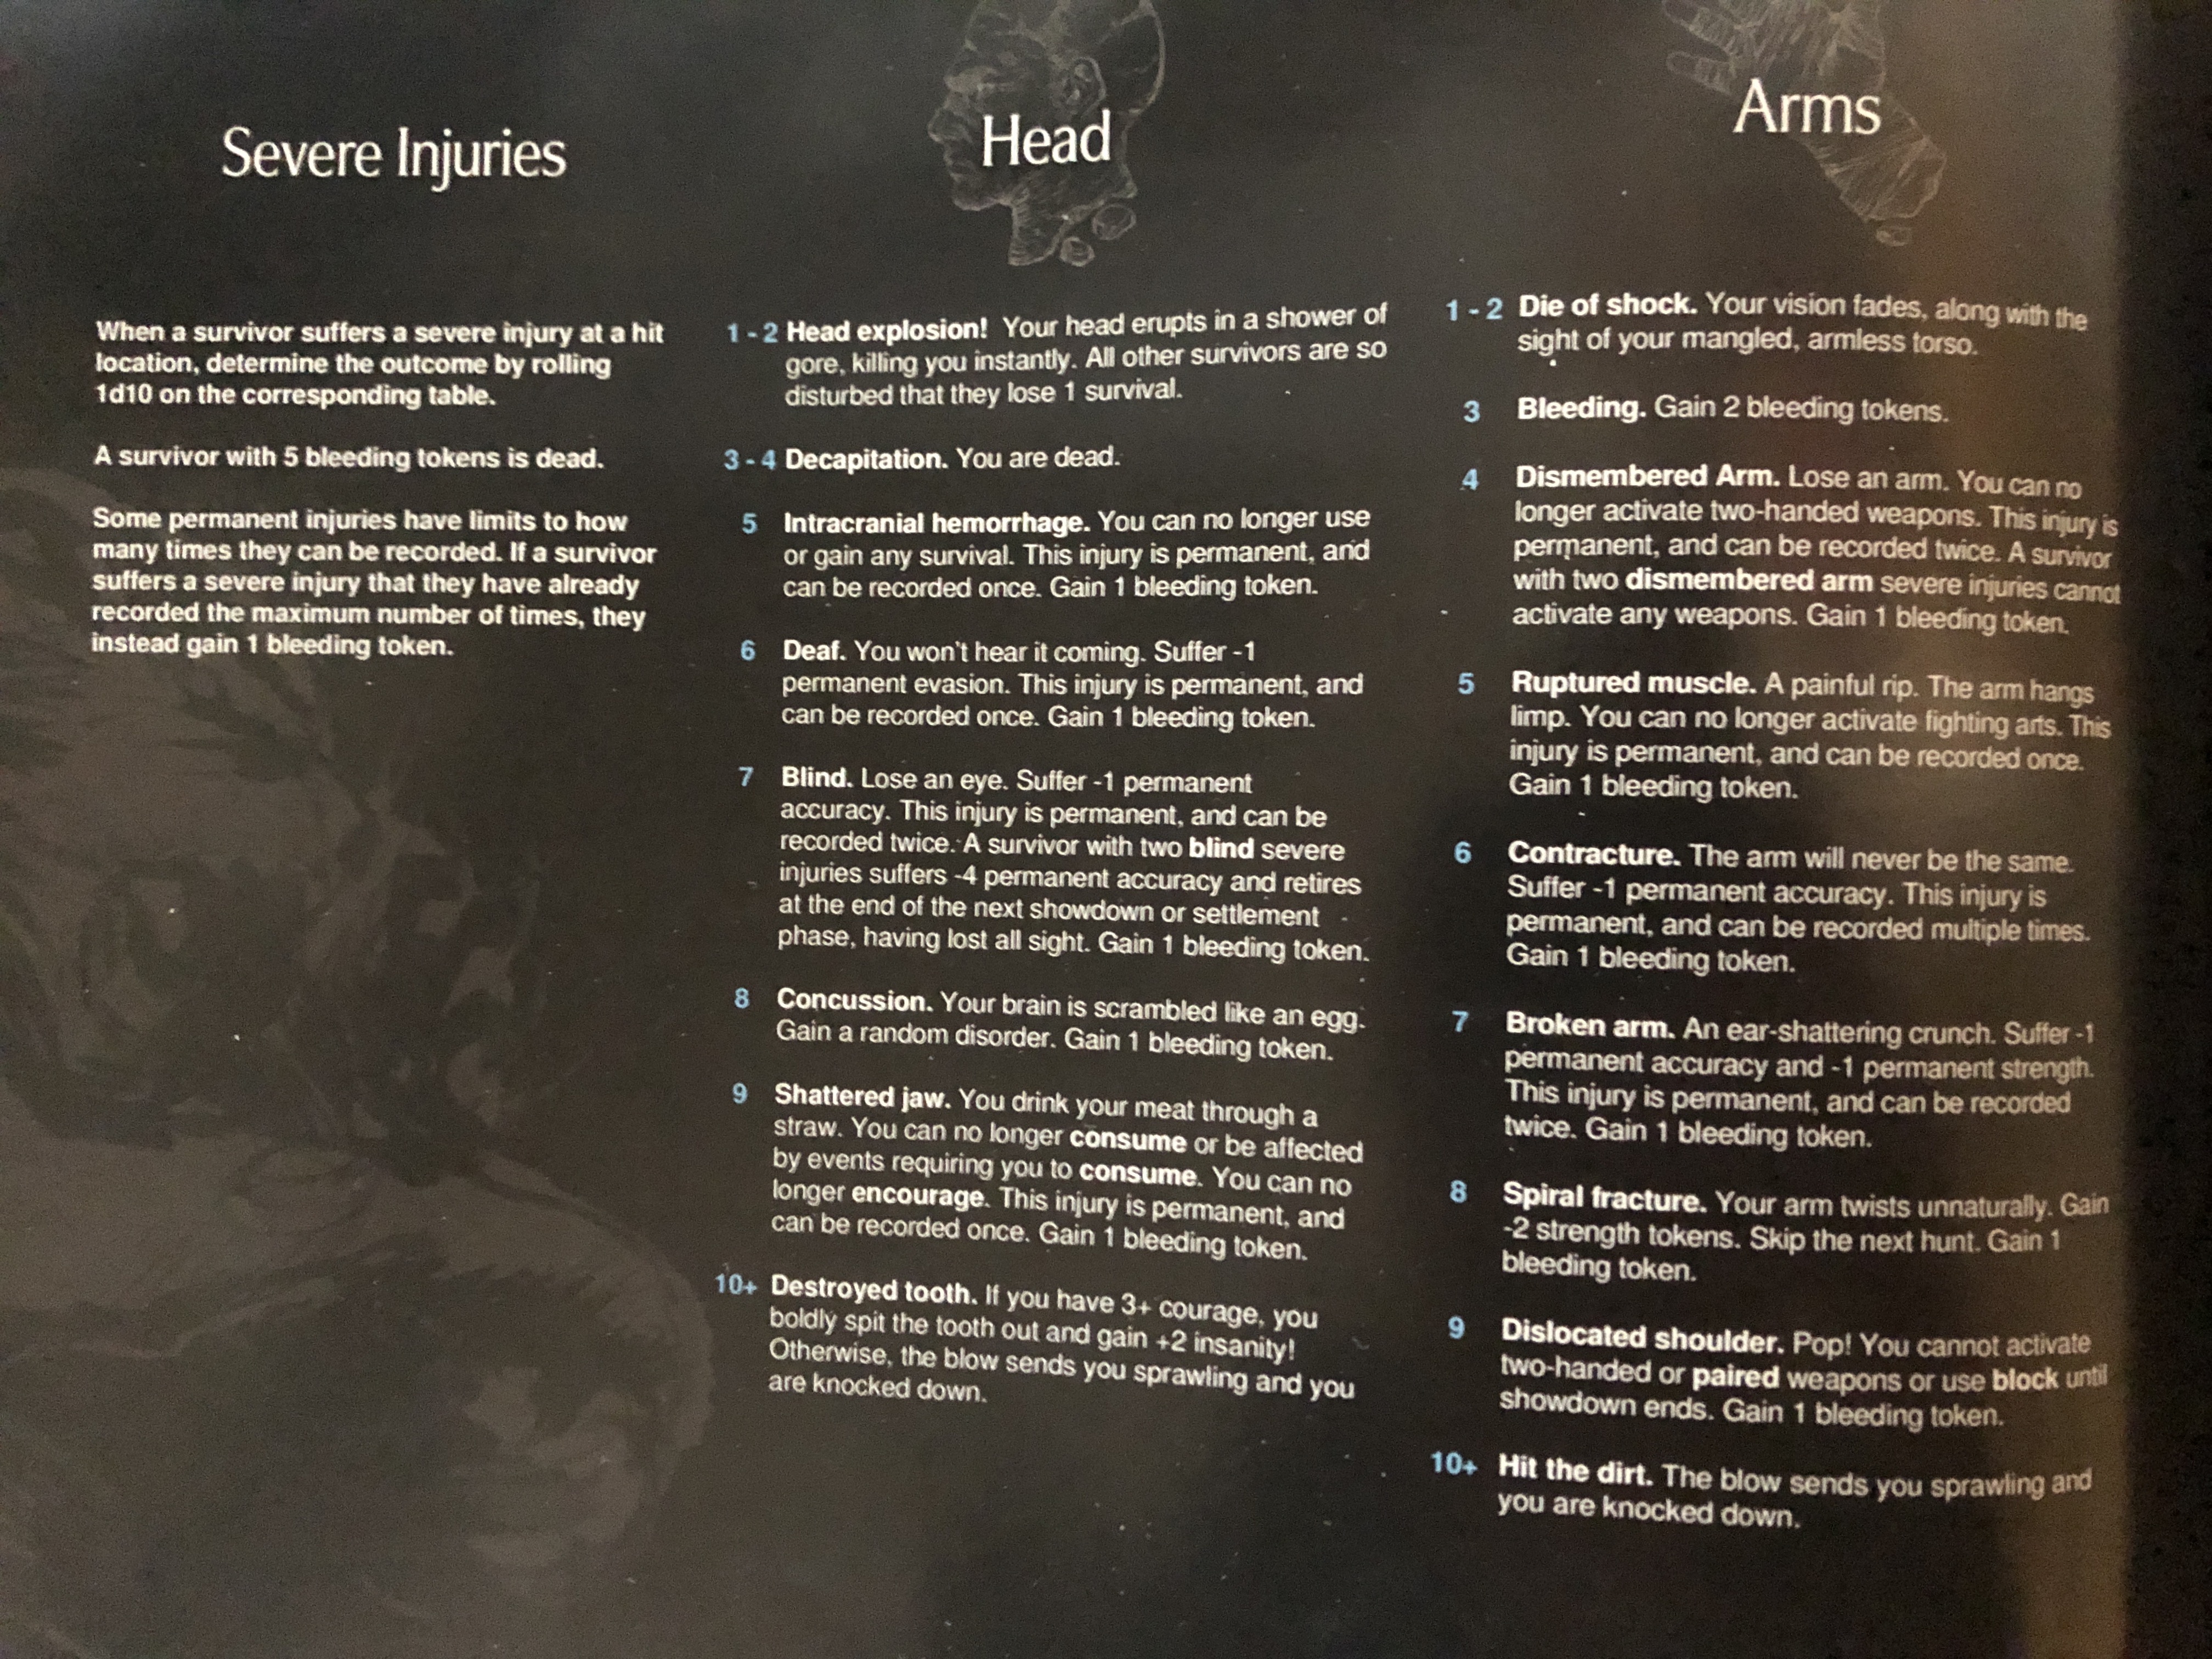 Severe Injuries
When a survivor suffers a severe injury at a hit
location, determine the outcome by rolling
1d10 on the corresponding table.
A survivor with 5 bleeding tokens is dead.
Some permanent injuries have limits to how
many times they can be recorded. If a survivor
suffers a severe injury that they have already
recorded the maximum number of times, they
instead gain 1 bleeding token.
Head
1 - 2 Head explosion! Your head erupts in a shower of
gore, killing you instantly. All other survivors are so
disturbed that they lose 1 survival.
3 - 4 Decapitation. You are dead.
5 Intracranial hemorrhage. You can no longer use
or gain any survival. This injury is permanent, and
can be recorded once. Gain 1 bleeding token.
6 Deaf. You won't hear it coming. Suffer -1
permanent evasion. This injury is permanent, and
can be recorded once. Gain 1 bleeding token.
7 Blind. Lose an eye. Suffer -1 permanent
accuracy. This injury is permanent, and can be
recorded twice. A survivor with two blind severe
injuries suffers -4 permanent accuracy and retires
at the end of the next showdown or settlement
phase, having lost all sight. Gain 1 bleeding token.
8 Concussion. Your brain is scrambled like an egg.
Gain a random disorder. Gain 1 bleeding token.
9 Shattered jaw. You drink your meat through a
straw. You can no longer consume or be affected
by events requiring you to consume. You can no
longer encourage. This injury is permanent, and
can be recorded once. Gain 1 bleeding token.
10+ Destroyed tooth. If you have 3+ courage, you
boldly spit the tooth out and gain +2 insanity!
Otherwise, the blow sends you sprawling and you
are knocked down.
Arms
1 - 2 Die of shock. Your vision fades, along with the
sight of your mangled, armless torso.
3 Bleeding. Gain 2 bleeding tokens.
4 Dismembered Arm. Lose an arm. You can no
longer activate two-handed weapons. This injury is
permanent, and can be recorded twice. A survivor
with two dismembered arm severe injuries cannot
activate any weapons. Gain 1 bleeding token.
5 Ruptured muscle. A painful rip. The arm hangs
limp. You can no longer activate fighting arts. This
injury is permanent, and can be recorded once.
Gain 1 bleeding token.
6 Contracture. The arm will never be the same.
Suffer -1 permanent accuracy. This injury is
permanent, and can be recorded multiple times.
Gain 1 bleeding token.
7 Broken arm. An ear-shattering crunch. Suffer -1
permanent accuracy and -1 permanent strength.
This injury is permanent, and can be recorded
twice. Gain 1 bleeding token.
8 Spiral fracture. Your arm twists unnaturally. Gain
-2 strength tokens. Skip the next hunt. Gain 1
bleeding token.
9 Dislocated shoulder. Pop! You cannot activate
two-handed or paired weapons or use block until
showdown ends. Gain 1 bleeding token.
10+ Hit the dirt. The blow sends you sprawling and
you are knocked down.